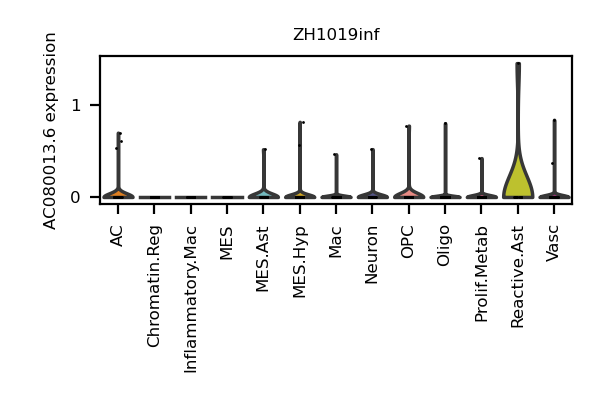 ZH1019inf
AC080013.6 expression
1
0
AC
Chromatin.Reg
Inflammatory.Mac
MES
MES.Ast
MES.Hyp
Mac
Neuron
OPC
Oligo
Prolif.Metab
Reactive.Ast
Vasc